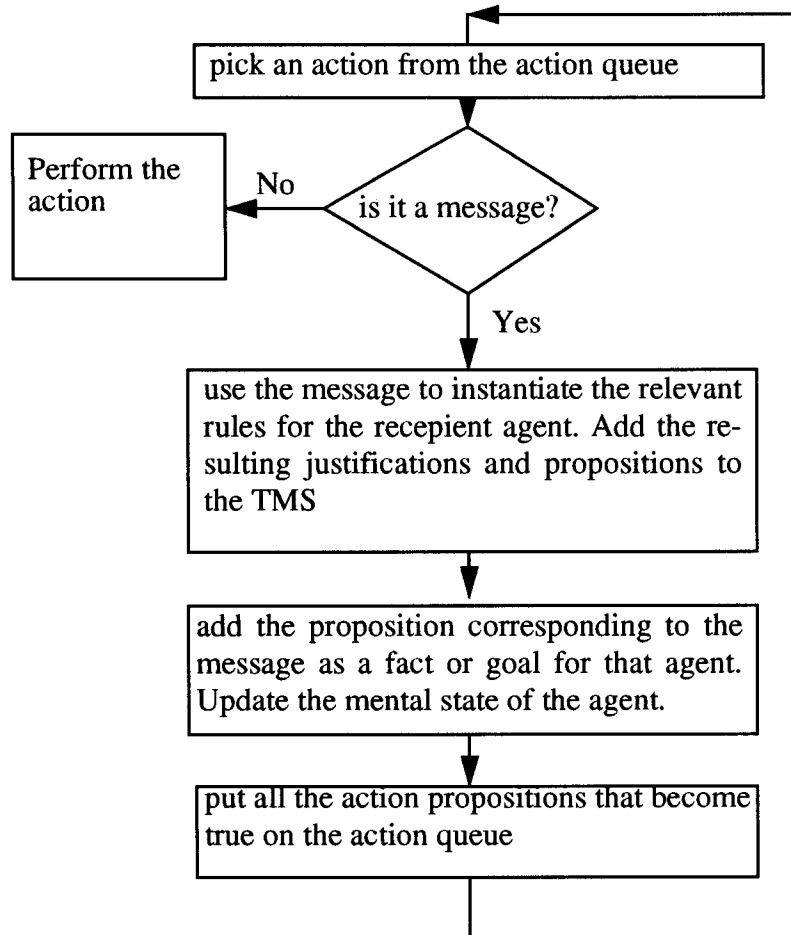 pick an action from the action queue
Perform the
action
No
is it a message?
Yes
use the message to instantiate the relevant
rules for the recepient agent. Add the re-
sulting justifications and propositions to
the TMS
add the proposition corresponding to the
message as a fact or goal for that agent.
Update the mental state of the agent.
put all the action propositions that become
true on the action queue